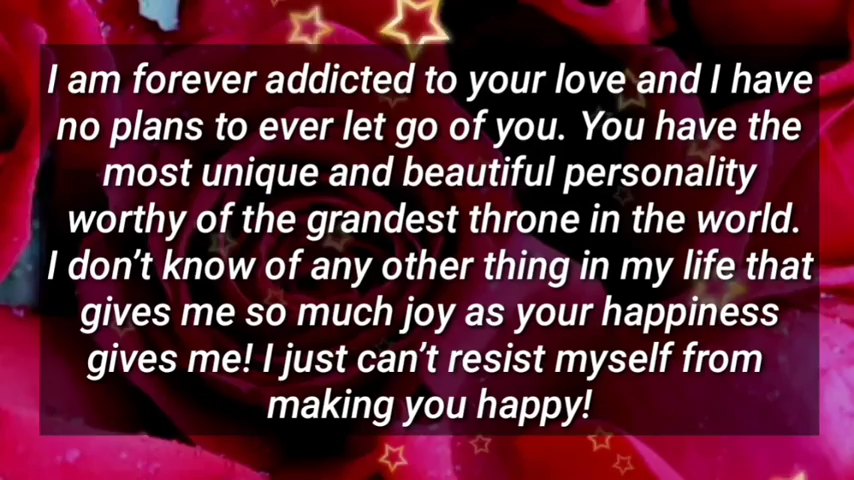 I am forever addicted to your love and I have
no plans to ever let go of you. You have the
most unique and beautiful personality
worthy of the grandest throne in the world.
I don’t know of any other thing in my life that
gives me so much joy as your happiness
gives me! I just can’t resist myself from
making you happy!